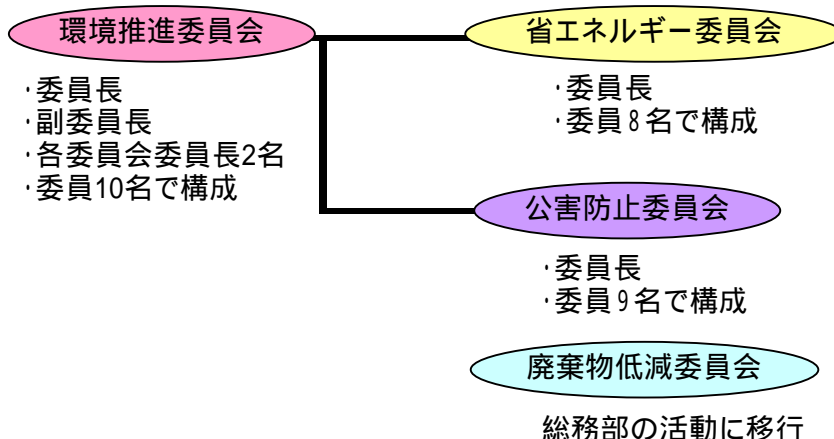 環境推進委員会
・委員長
・副委員長
・各委員会委員長2名
・委員10名で構成
省エネルギー委員会
・委員長
・委員8名で構成
公害防止委員会
・委員長
・委員9名で構成
廃棄物低減委員会
総務部の活動に移行